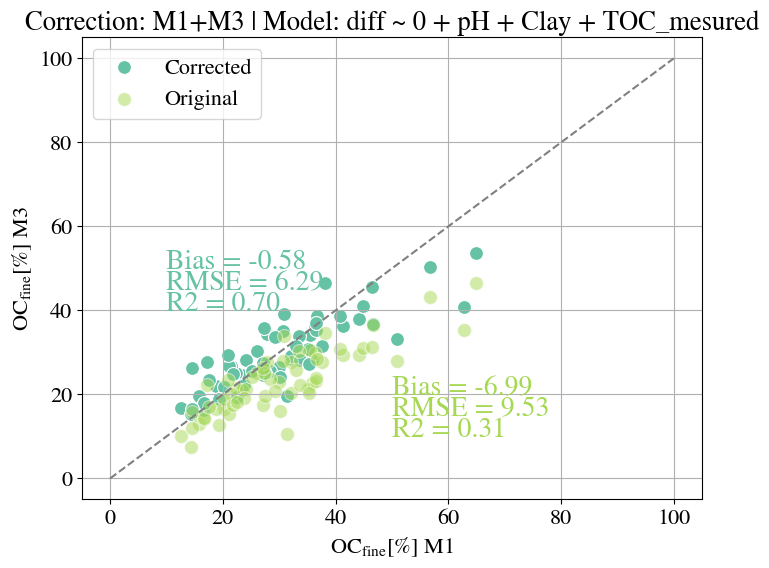 Correction: M1+M3 | Model: diff ~ 0 + pH + Clay + TOC_mesured
Corrected
Original
100
80
60
40
20
0
OCfine[%] M3
Bias = -0.58
RMSE = 6.29
R2 = 0.70
Bias = -6.99
RMSE = 9.53
R2 = 0.31
0 20 40 60 80 100
OCfine[%] M1